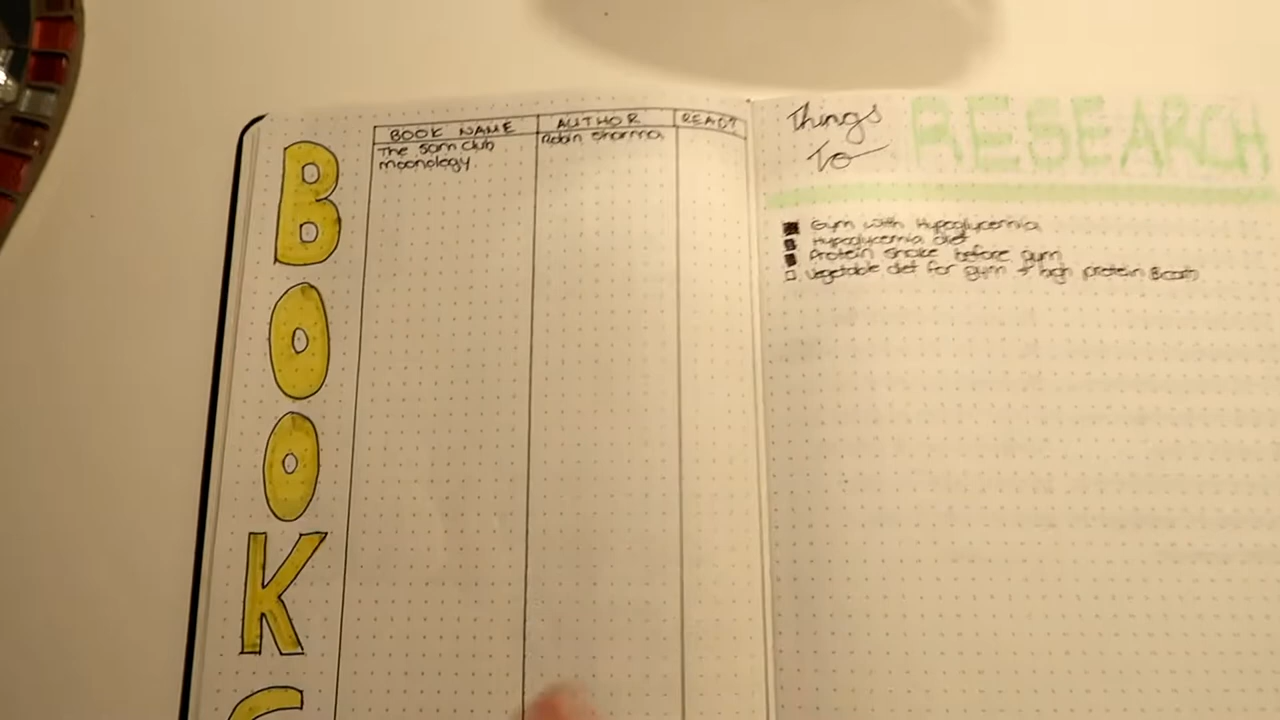 BOOKS
BOOK NAME
AUTHOR
READ?
The 5am Club
Robin Sharma
moonology
Things
To
RESEARCH
Gym with Hypoglycemia
Hypoglycemia diet
Protein shake before gym
Vegetable diet for gym + high protein